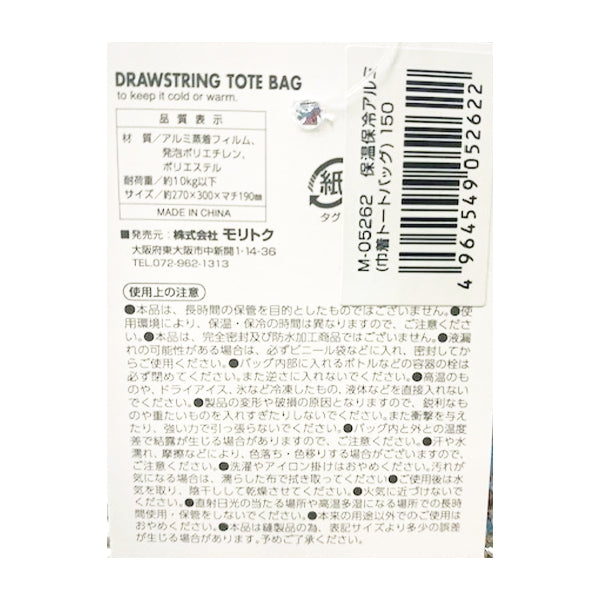 DRAWSTRING TOTE BAG
to keep it cold or warm.
品質表示
材 質/アルミ蒸着フィルム、
発泡ポリエチレン、
ポリエステル
耐荷重/約10kg以下
サイズ/約270×300×マチ190mm
MADE IN CHINA
■発売元:株式会社 モリトク
大阪府東大阪市中新開1-14-36
TEL.072-962-1313
紙
タグ
M-05262 保温保冷アルミ
(巾着トートバッグ) 150
4 964549 052622
使用上の注意
●本品は、長時間の保管を目的としたものではございません。●使
用環境により、保温・保冷の時間は異なりますので、ご注意くださ
い。●本品は、完全密封及び防水加工商品ではございません。●液漏
れの可能性がある場合は、必ずビニール袋などに入れ、密封してか
らご使用ください。●バッグ内部に入れるボトルなどの容器の栓は
必ず閉めてください。また逆さに入れないでください。●高温のも
のや、ドライアイス、氷など冷凍したもの、液体などを直接入れない
でください。●製品の変形や破損の原因となりますので、鋭利なも
のや重たいものを入れすぎたりしないでください。また衝撃を与え
たり、強い力で引っ張らないでください。●バッグ内と外との温度
差で結露が生じる場合がありますので、ご注意ください。●汗や水
濡れ、摩擦などにより、色落ち・色移りする場合がございますので、
ご注意ください。●洗濯やアイロン掛けはおやめください。汚れが
気になる場合は、濡らした布で拭き取ってください。●ご使用後は水
気を取り、陰干しして乾燥させてください。●火気に近づけないで
ください。●直射日光の当たる場所や高温多湿になる場所での長時
間使用・保管をしないでください。●本来の用途以外でのご使用は
おやめください。●本品は縫製品の為、表記サイズより多少の誤差
が生じる場合があります。予めご了承ください。